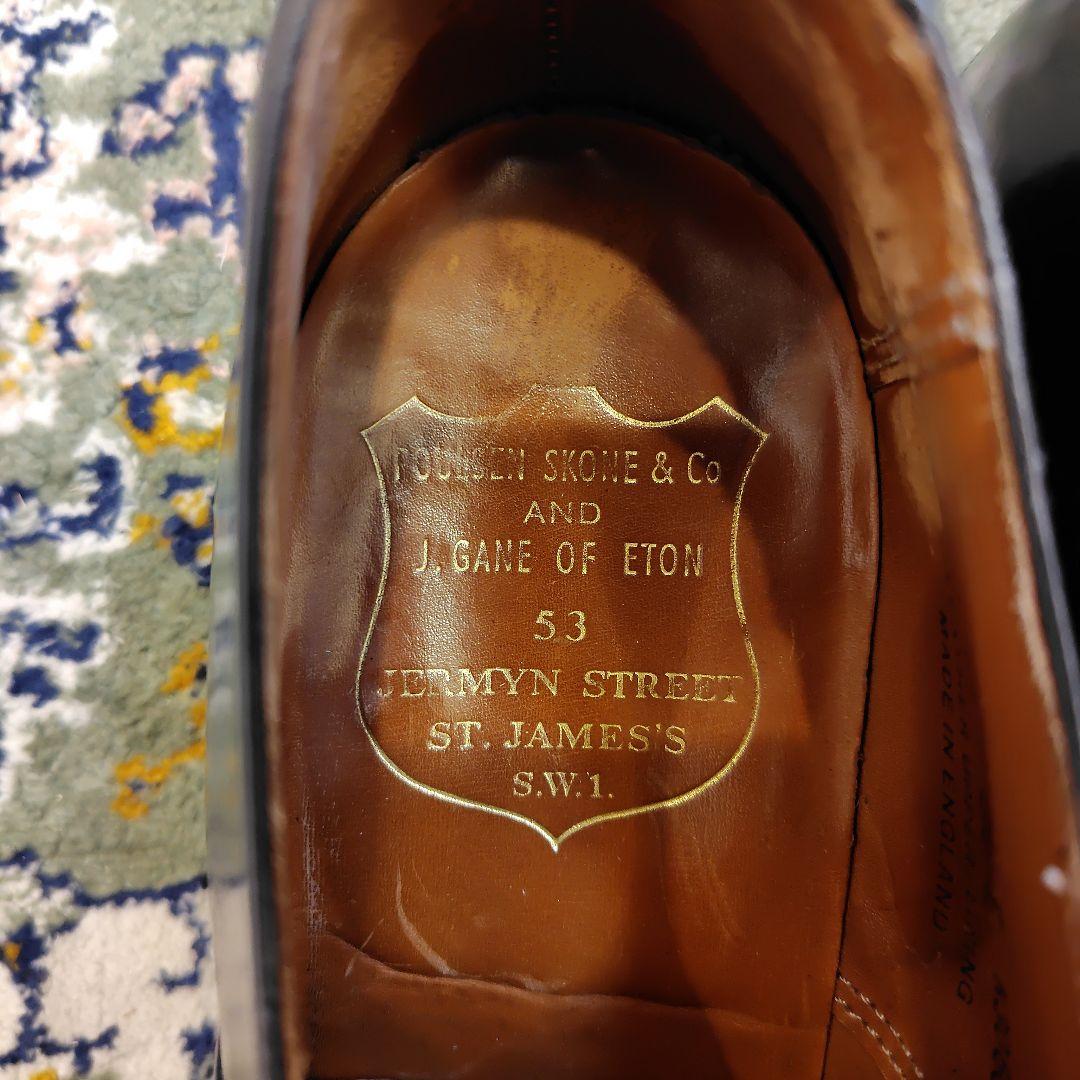 POULSEN SKONE & Co
AND
J. GANE OF ETON
53
JERMYN STREET
ST. JAMES'S
S.W.1.
MADE IN ENGLAND